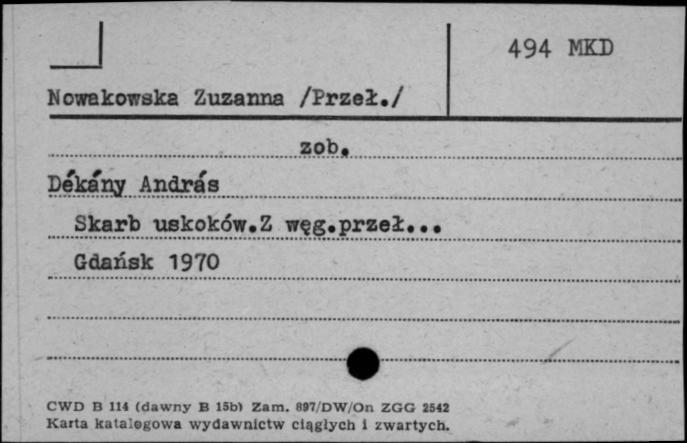 494 MKD
Nowakowska Zuzanna /Przeł./
zob.
Dékány András
Skarb uskoków.Z węg.przeł...
Gdańsk 1970
CWD B 114 (dawny B 15b) Zam. 897/DW/On ZGG 2542
Karta katalogowa wydawnictw ciągłych i zwartych.